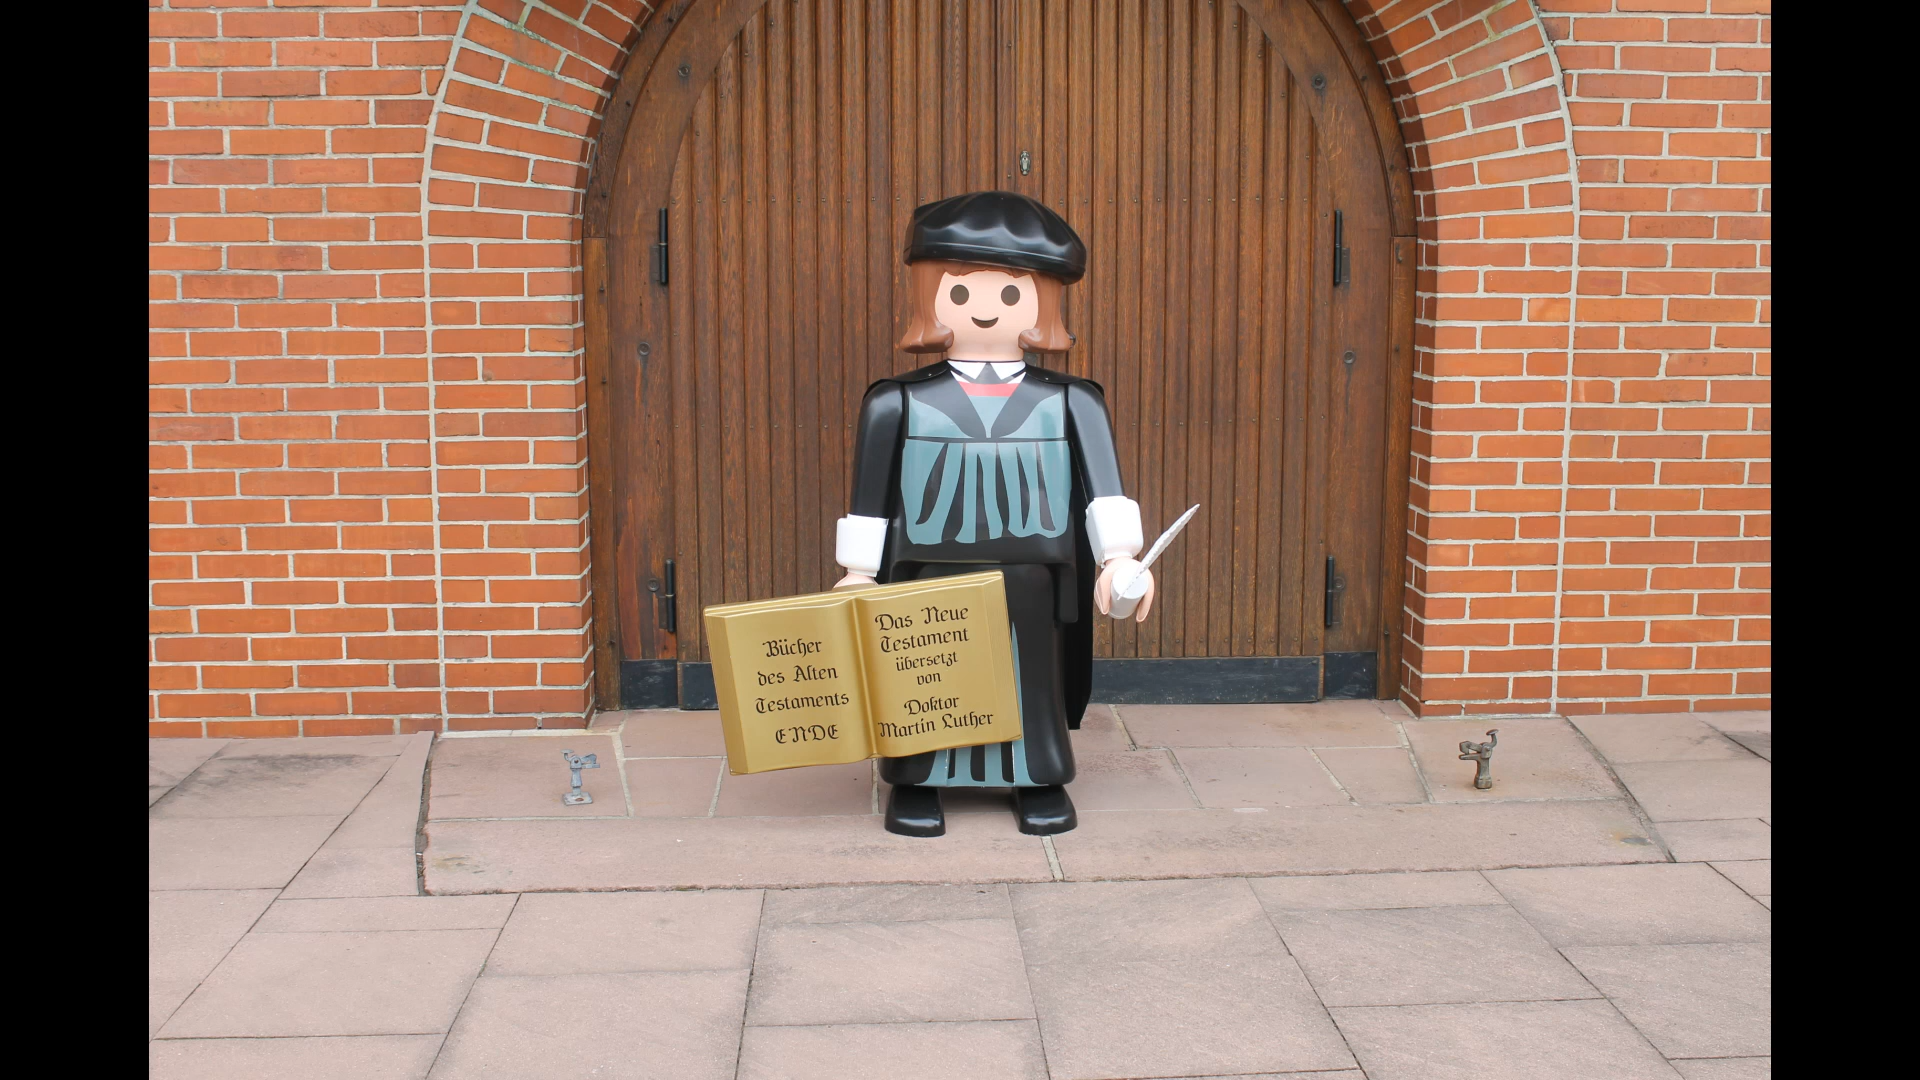 Bücher
des Alten
Testaments
ENDE
Das Neue
Testament
übersetzt
von
Doktor
Martin Luther